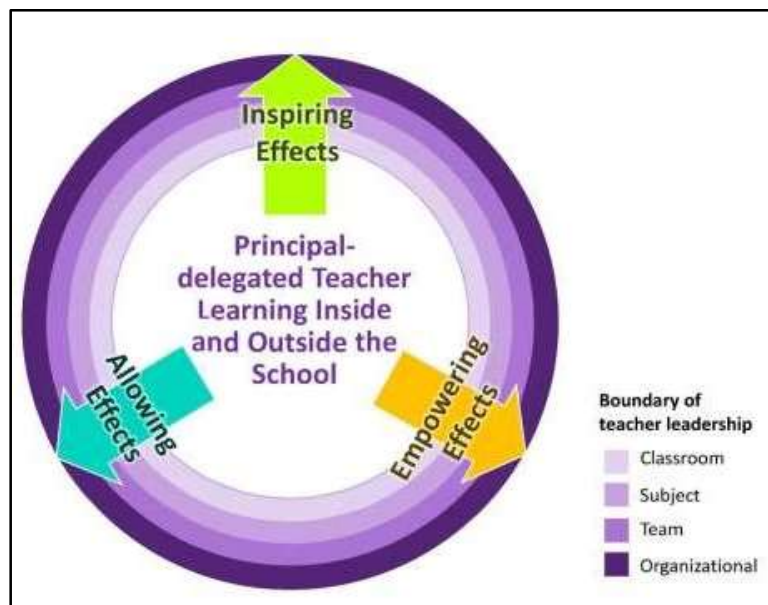 Inspiring
Effects
Principal-
delegated Teacher
Learning Inside
and Outside the
School
Allowing
Effects
Empowering
Effects
Boundary of
teacher leadership
Classroom
Subject
Team
Organizational